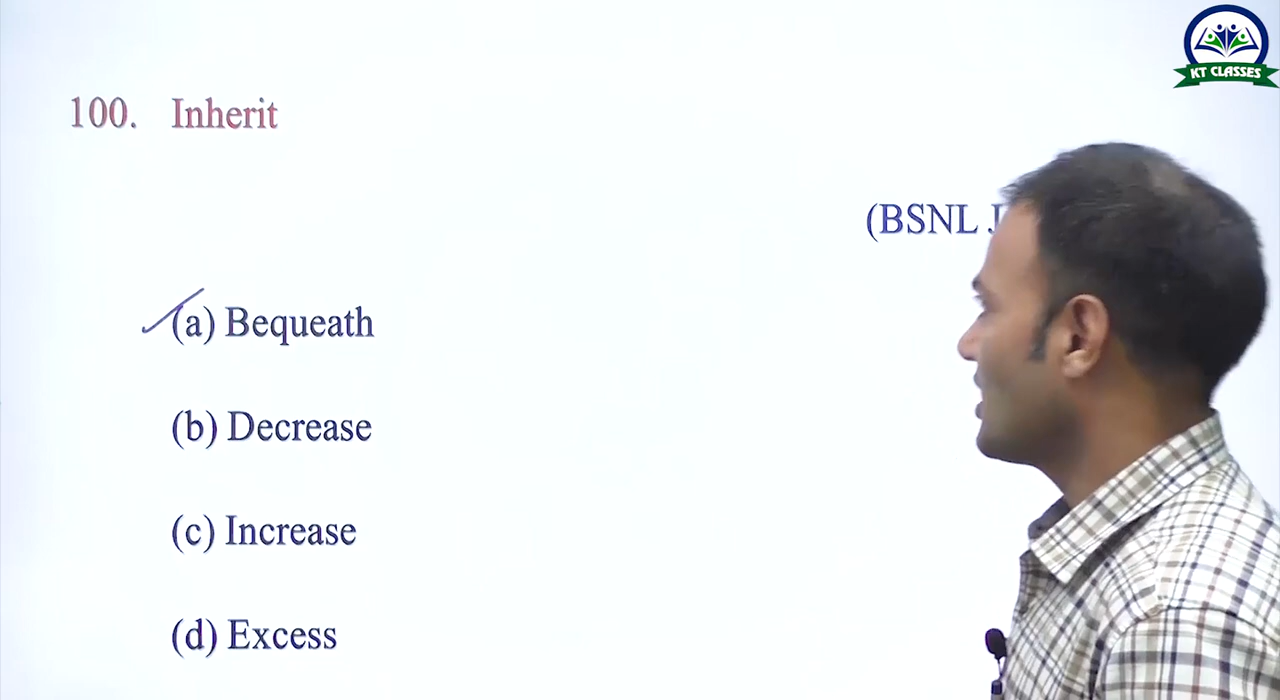 KT CLASSES
100. Inherit
(BSNL
(a) Bequeath
(b) Decrease
(c) Increase
(d) Excess